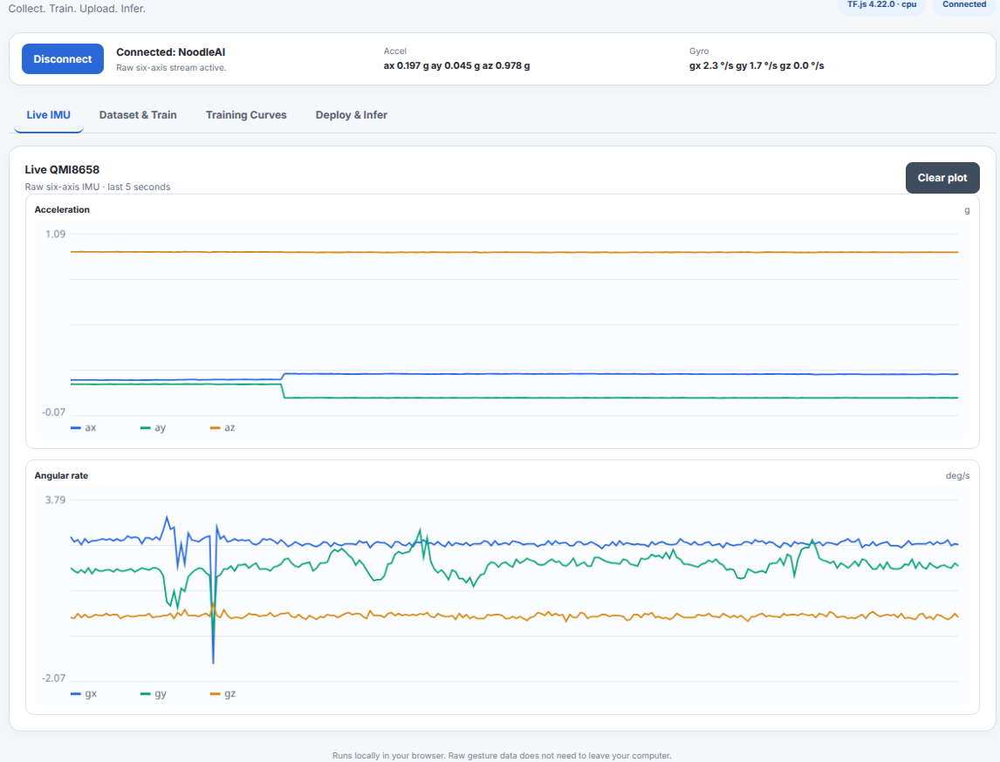 Collect. Train. Upload. Infer.
TF.js 4.22.0 · cpu
Connected
Disconnect
Connected: NoodleAI
Raw six-axis stream active.
Accel
ax 0.197 g ay 0.045 g az 0.978 g
Gyro
gx 2.3 °/s gy 1.7 °/s gz 0.0 °/s
Live IMU
Dataset & Train
Training Curves
Deploy & Infer
Live QMI8658
Raw six-axis IMU · last 5 seconds
Clear plot
Acceleration
g
1.09
-0.07
ax
ay
az
Angular rate
deg/s
3.79
-2.07
gx
gy
gz
Runs locally in your browser. Raw gesture data does not need to leave your computer.